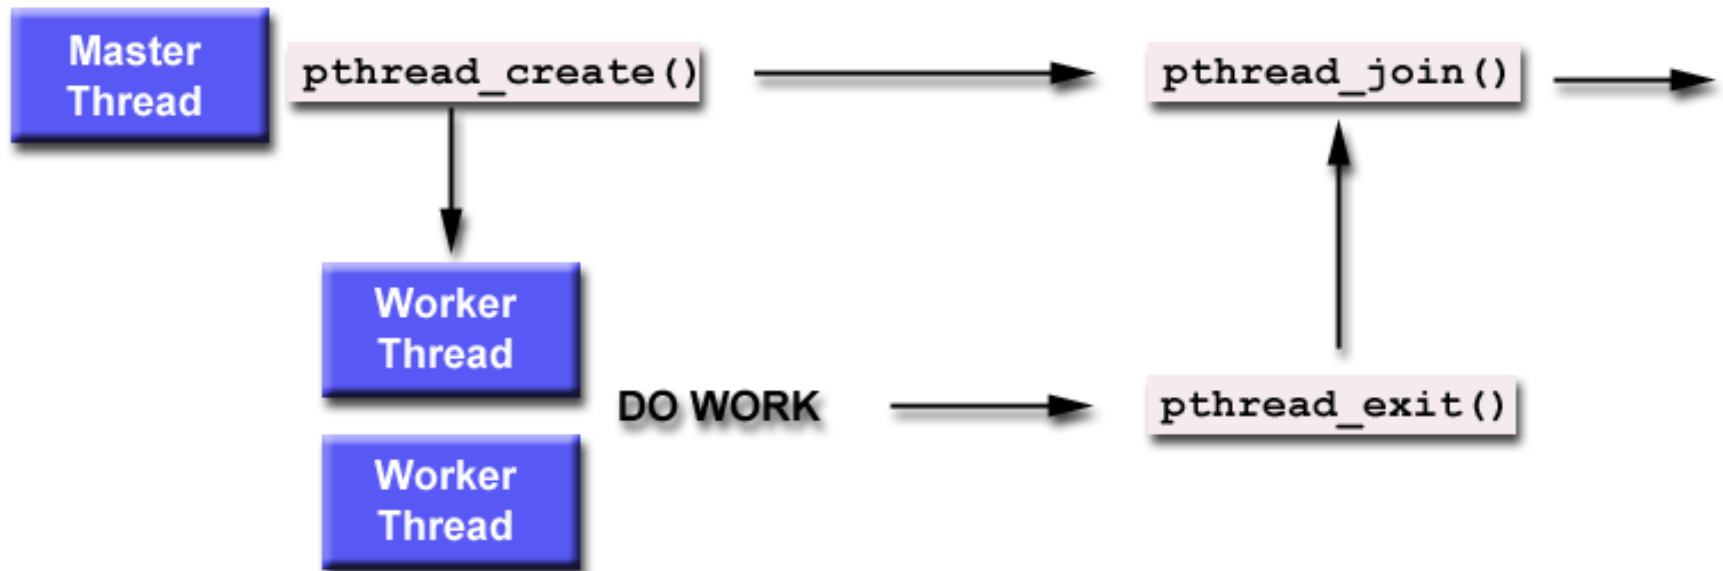 Master
Thread
pthread_create()
pthread_join()
Worker
Thread
DO WORK
pthread_exit()
Worker
Thread